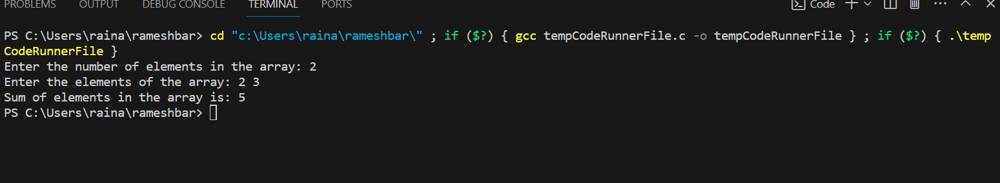 PROBLEMS OUTPUT DEBUG CONSOLE TERMINAL PORTS Code
PS C:\Users\raina\rameshbar> cd "c:\Users\raina\rameshbar\" ; if ($?) { gcc tempCodeRunnerFile.c -o tempCodeRunnerFile } ; if ($?) { .\temp
CodeRunnerFile }
Enter the number of elements in the array: 2
Enter the elements of the array: 2 3
Sum of elements in the array is: 5
PS C:\Users\raina\rameshbar>